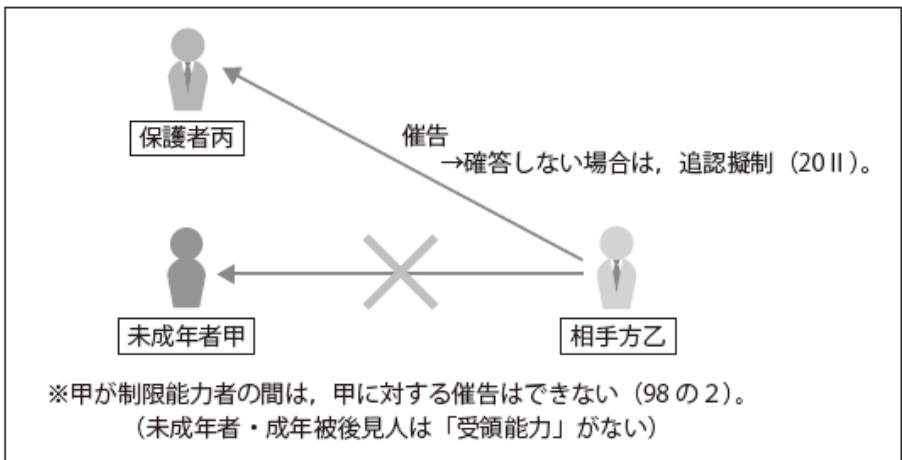 保護者丙
催告
→確答しない場合は，追認擬制（20Ⅱ）。
未成年者甲
相手方乙
※甲が制限能力者の間は，甲に対する催告はできない（98の2）。
（未成年者・成年被後見人は「受領能力」がない）